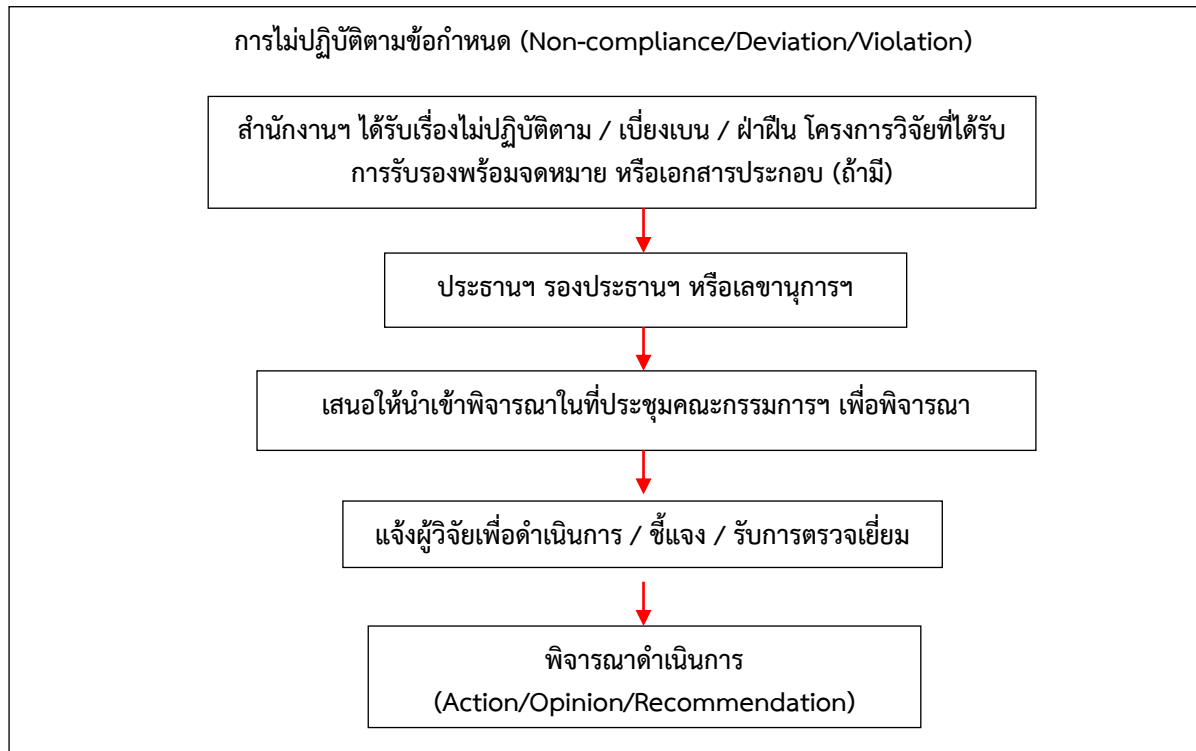 การไม่ปฏิบัติตามข้อกำหนด (Non-compliance/Deviation/Violation)
สำนักงานฯ ได้รับเรื่องไม่ปฏิบัติตาม / เบี่ยงเบน / ฝ่าฝืน โครงการวิจัยที่ได้รับ
การรับรองพร้อมจดหมาย หรือเอกสารประกอบ (ถ้ามี)
ประธานฯ รองประธานฯ หรือเลขานุการฯ
เสนอให้นำเข้าพิจารณาในที่ประชุมคณะกรรมการฯ เพื่อพิจารณา
แจ้งผู้วิจัยเพื่อดำเนินการ / ชี้แจง / รับการตรวจเยี่ยม
พิจารณาดำเนินการ
(Action/Opinion/Recommendation)